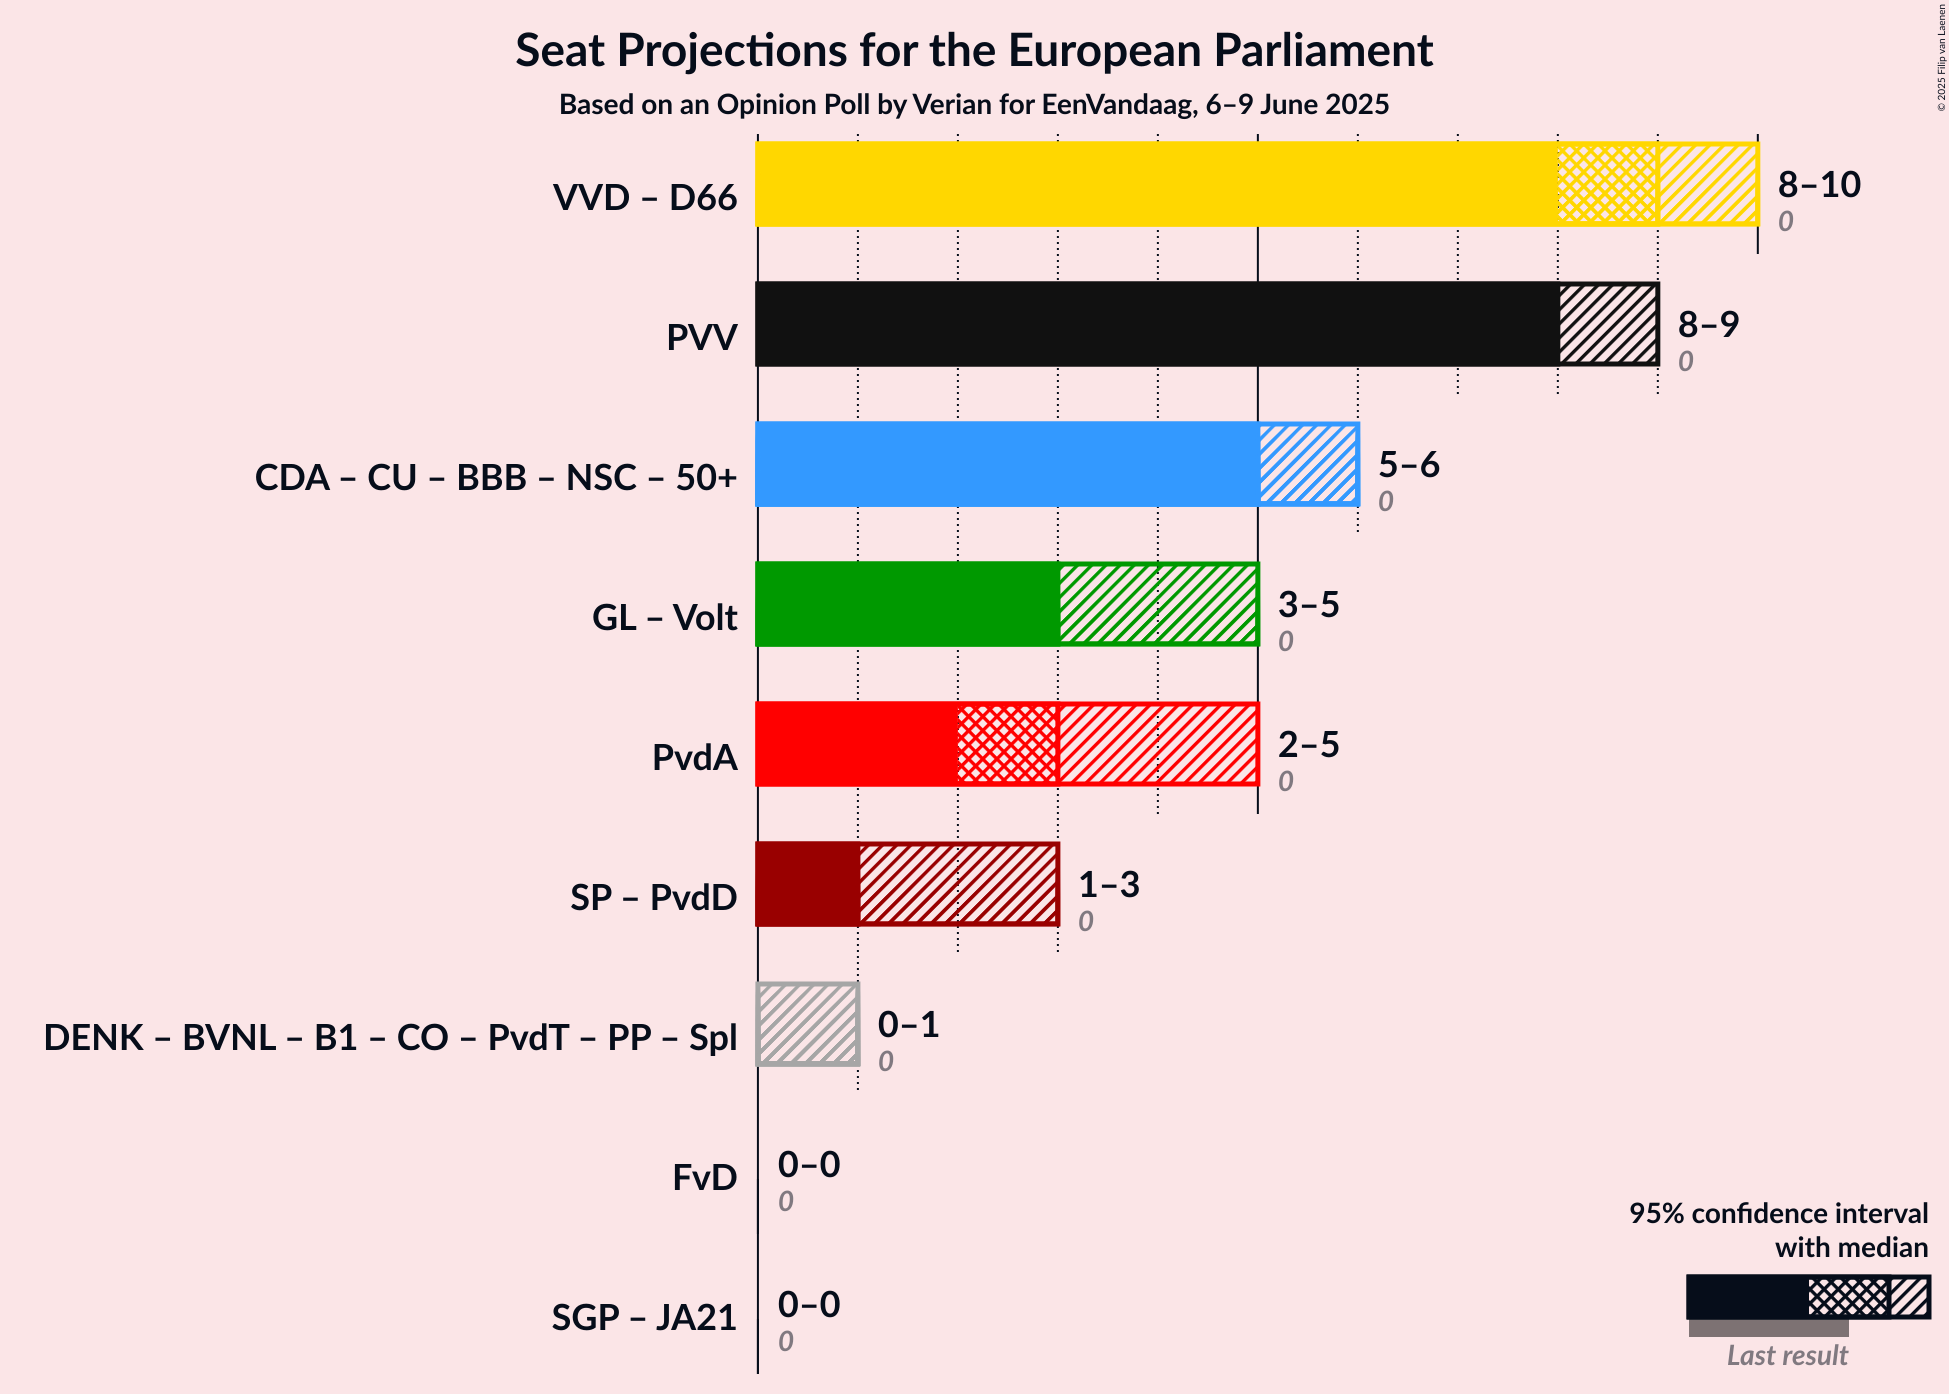 Seat Projections for the European Parliament
Based on an Opinion Poll by Verian for EenVandaag, 6–9 June 2025
© 2025 Filip van Laenen
VVD – D66
8–10
0
PVV
8–9
0
CDA – CU – BBB – NSC – 50+
5–6
0
GL – Volt
3–5
0
PvdA
2–5
0
SP – PvdD
1–3
0
DENK – BVNL – B1 – CO – PvdT – PP – Spl
0–1
0
FvD
0–0
0
SGP – JA21
0–0
0
95% confidence interval
with median
Last result